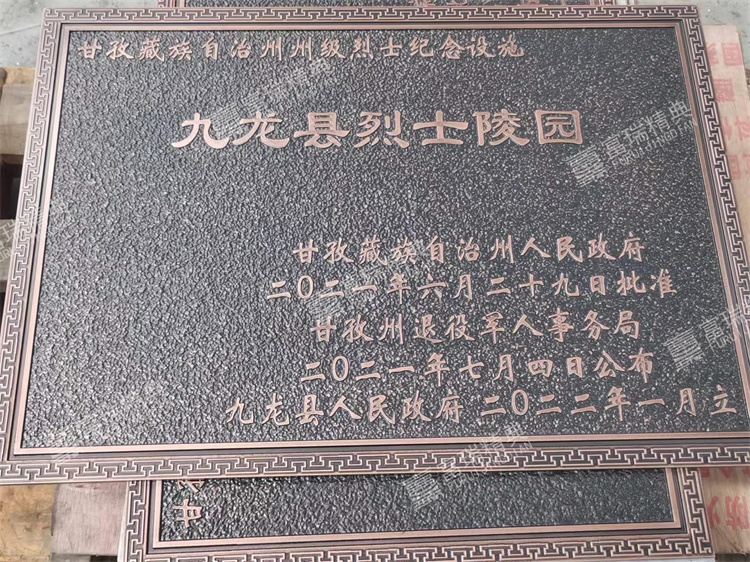 甘孜藏族自治州州级烈士纪念设施
九龙县烈士陵园
甘孜藏族自治州人民政府
二〇二一年六月二十九日批准
甘孜州退役军人事务局
二〇二一年七月四日公布
九龙县人民政府 二〇二二年一月立
高瑞精典